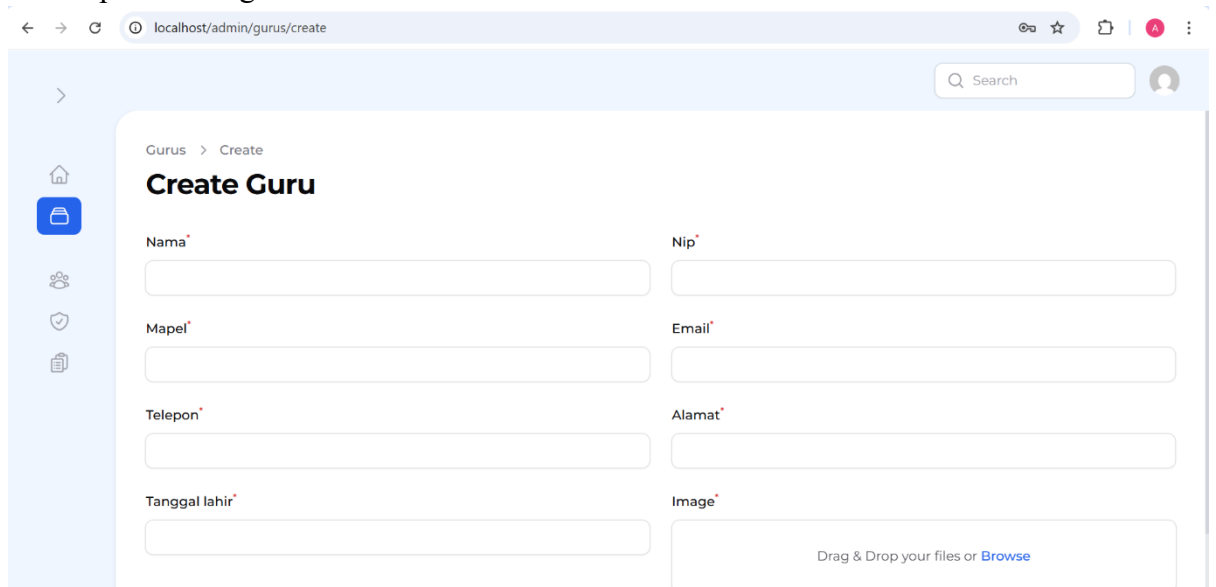 localhost/admin/gurus/create
A
Search
Gurus > Create
Create Guru
Nama*
Nip*
Mapel*
Email*
Telepon*
Alamat*
Tanggal lahir*
Image*
Drag & Drop your files or Browse